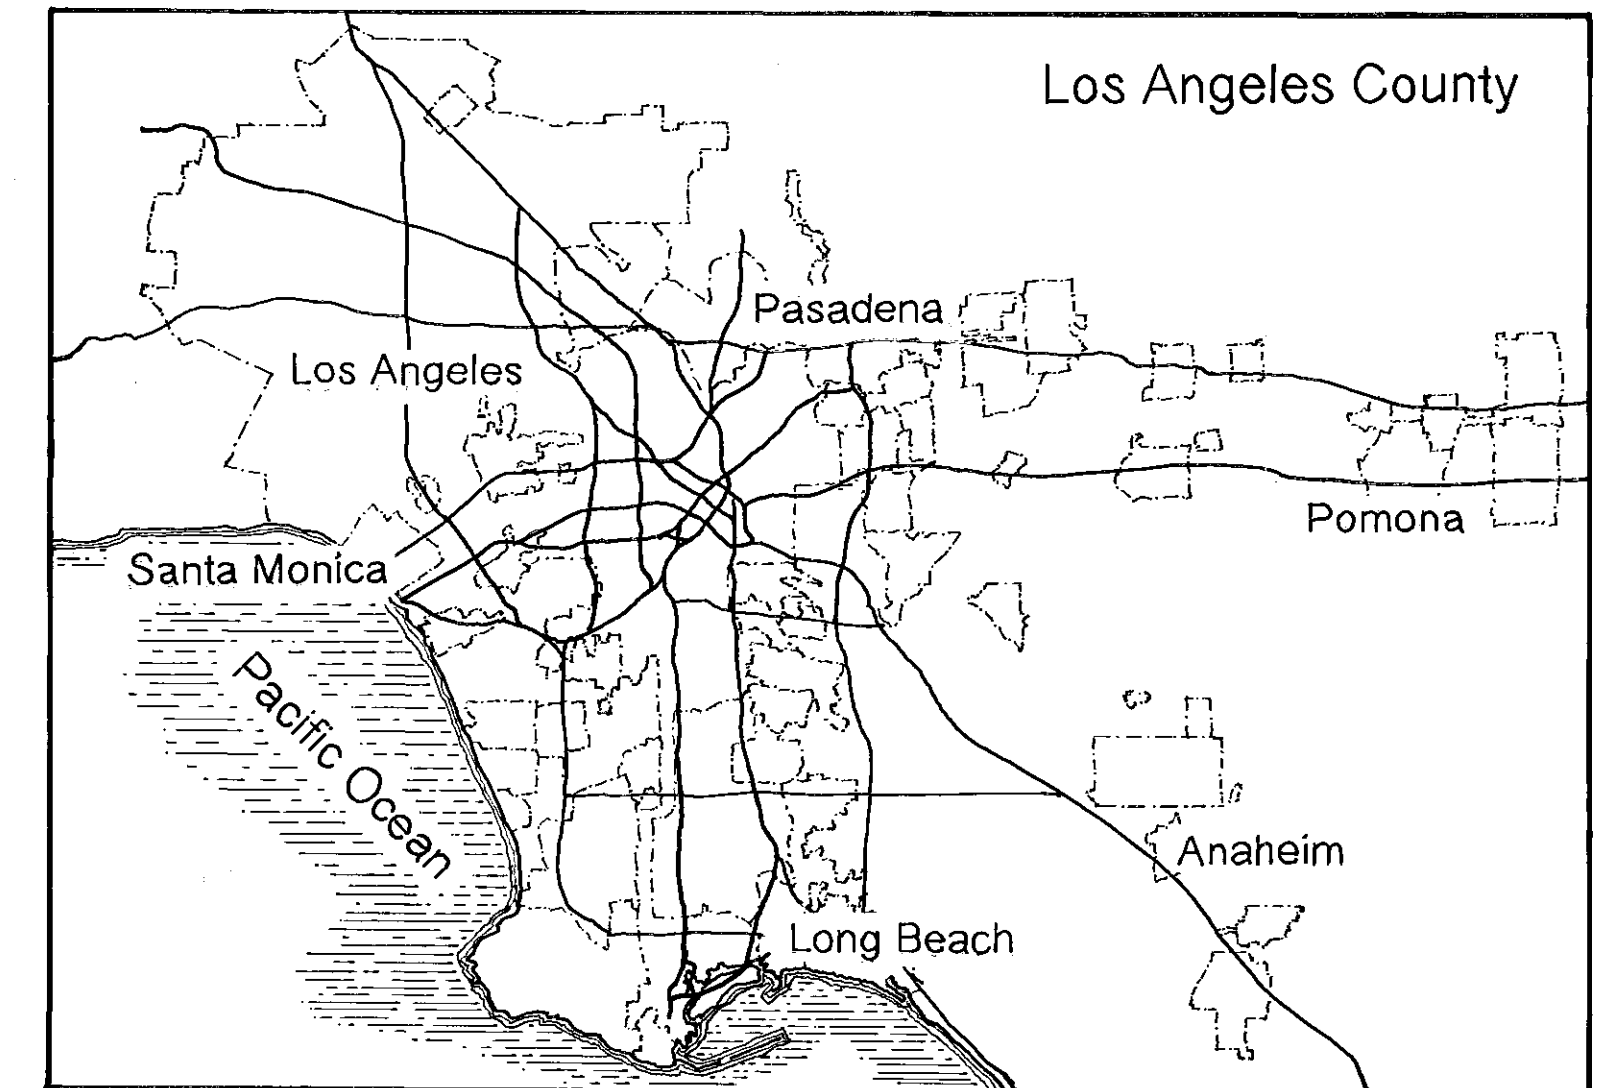 Los Angeles County
Pasadena
Los Angeles
Pomona
Santa Monica
Pacific Ocean
Anaheim
Long Beach